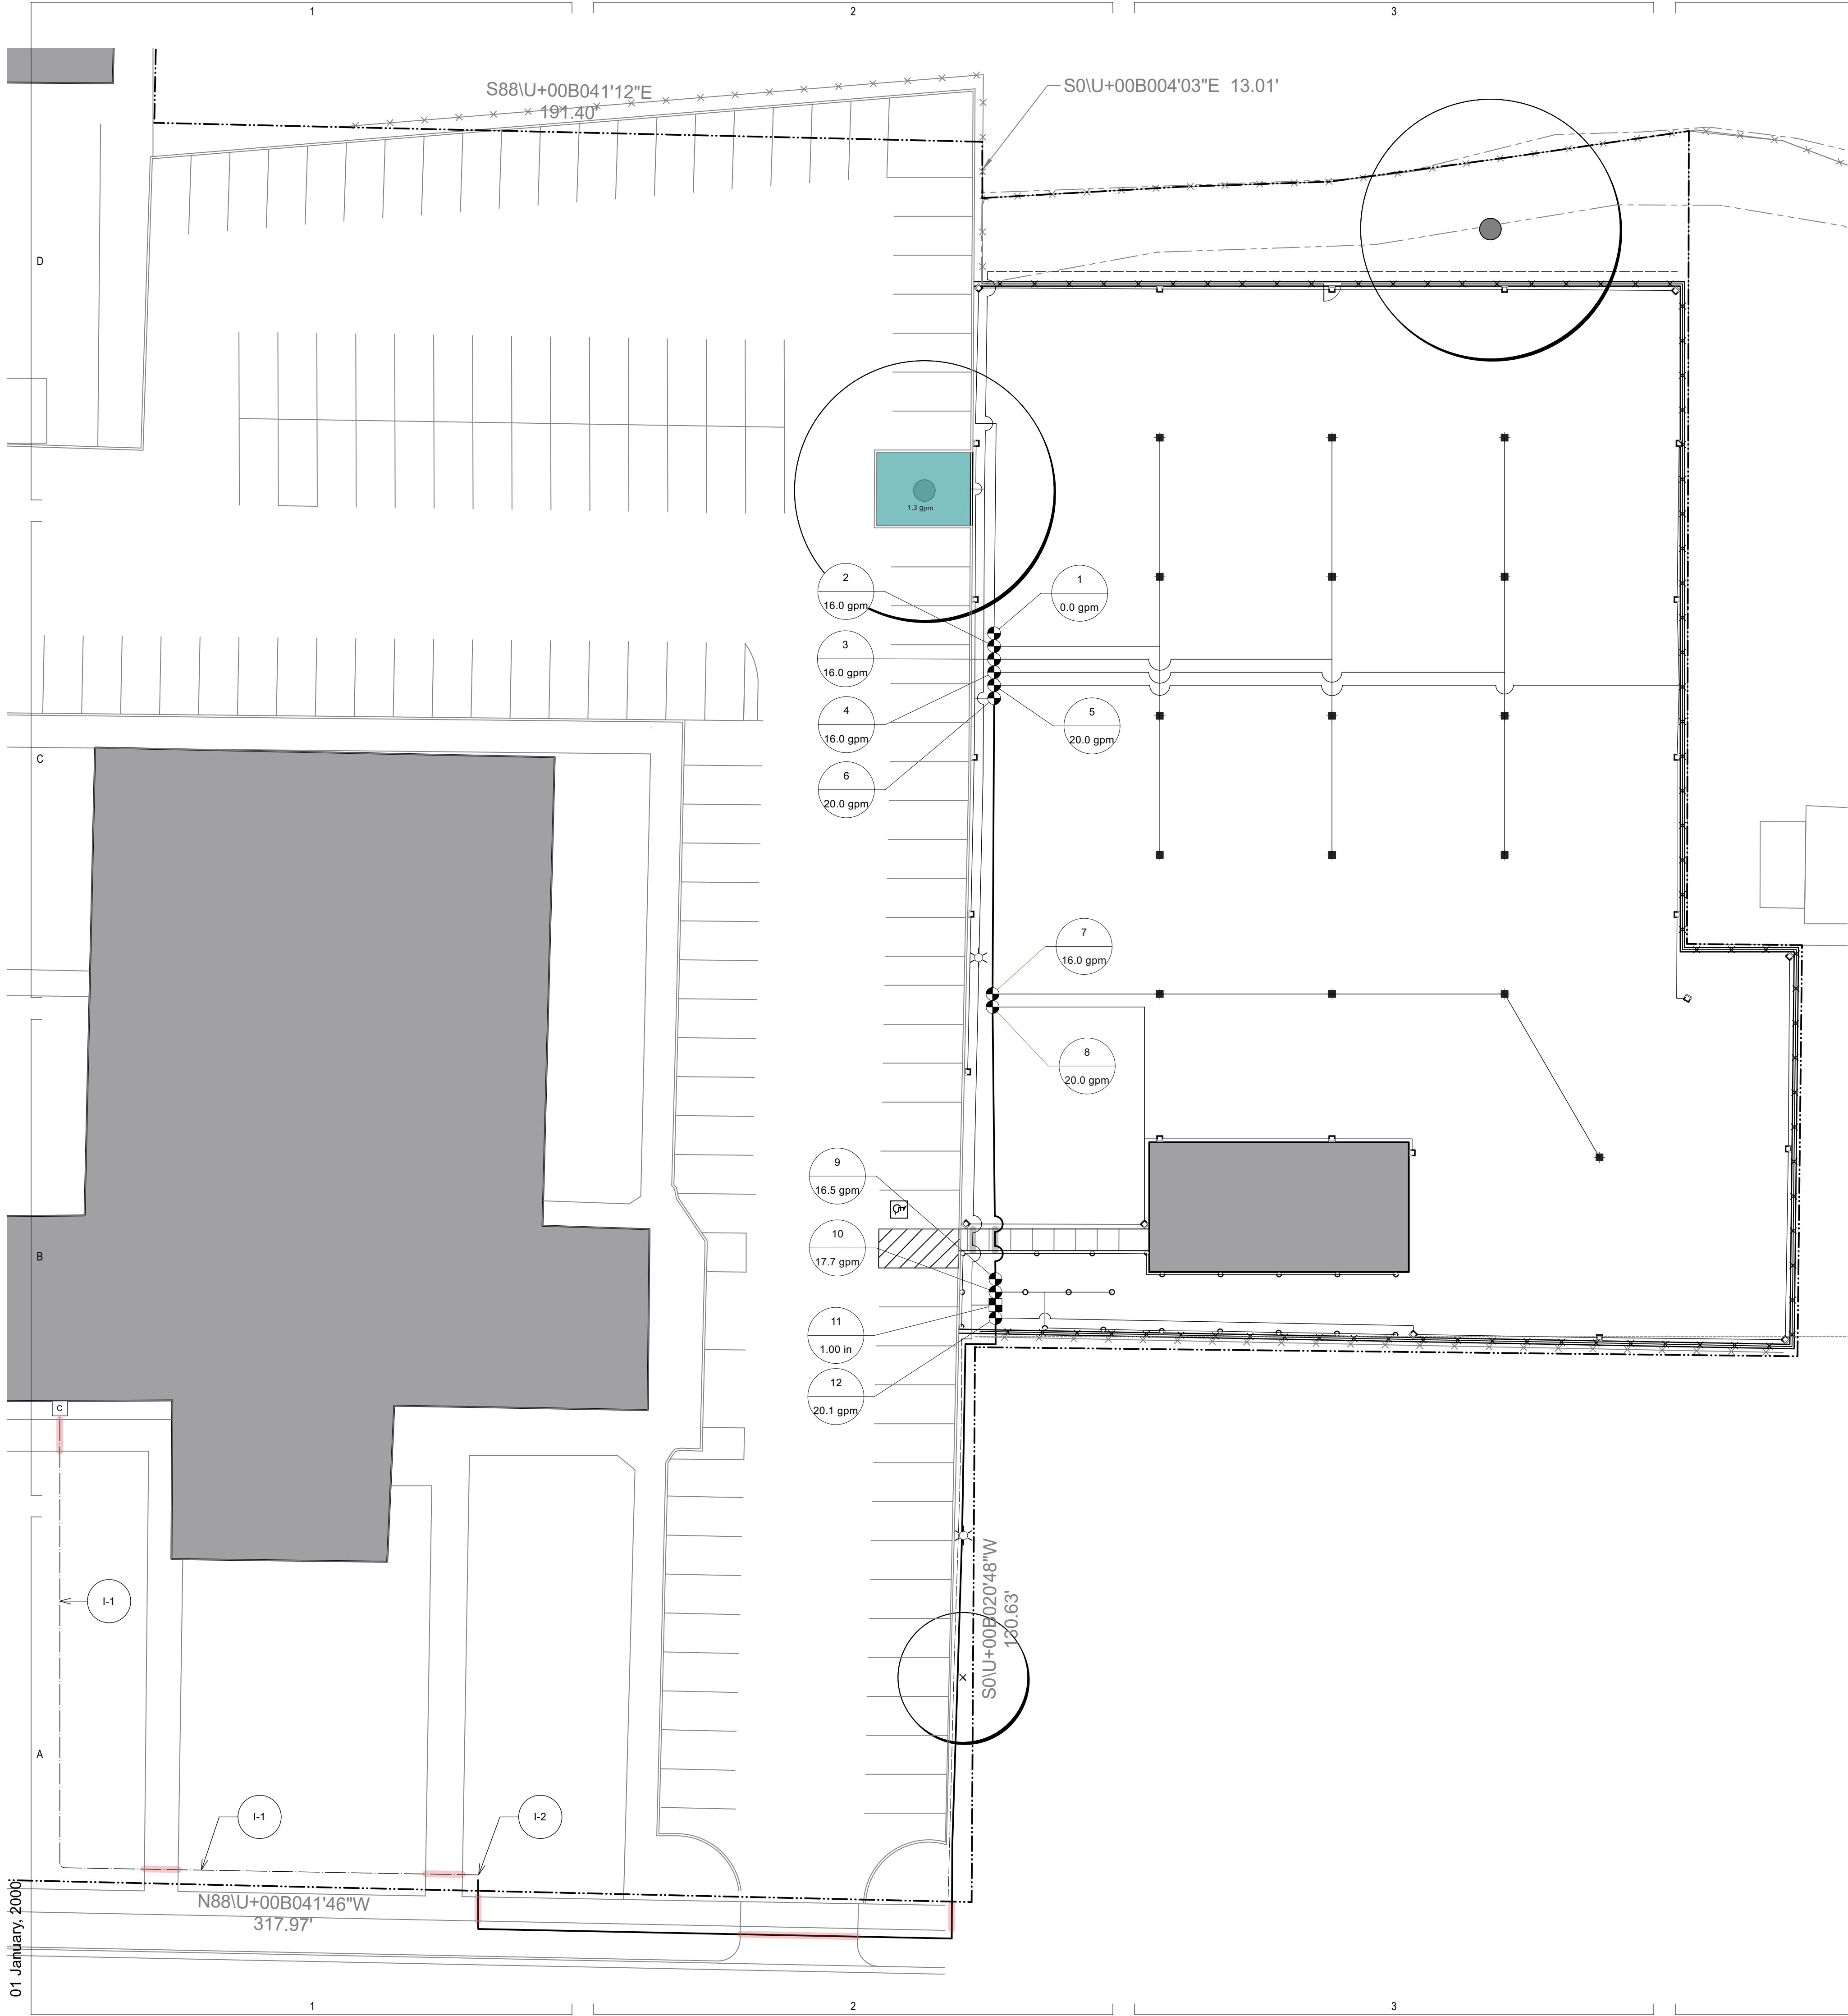 1
2
3
S88\U+00B041'12"E
191.40'
S0\U+00B004'03"E 13.01'
D
1.3 gpm
2
16.0 gpm
1
0.0 gpm
3
16.0 gpm
4
16.0 gpm
5
20.0 gpm
6
20.0 gpm
C
7
16.0 gpm
8
20.0 gpm
9
16.5 gpm
10
17.7 gpm
B
11
1.00 in
12
20.1 gpm
C
I-1
S0\U+00B020'48"W
130.63'
A
I-1
I-2
N88\U+00B041'46"W
317.97'
01 January, 2000
1
2
3